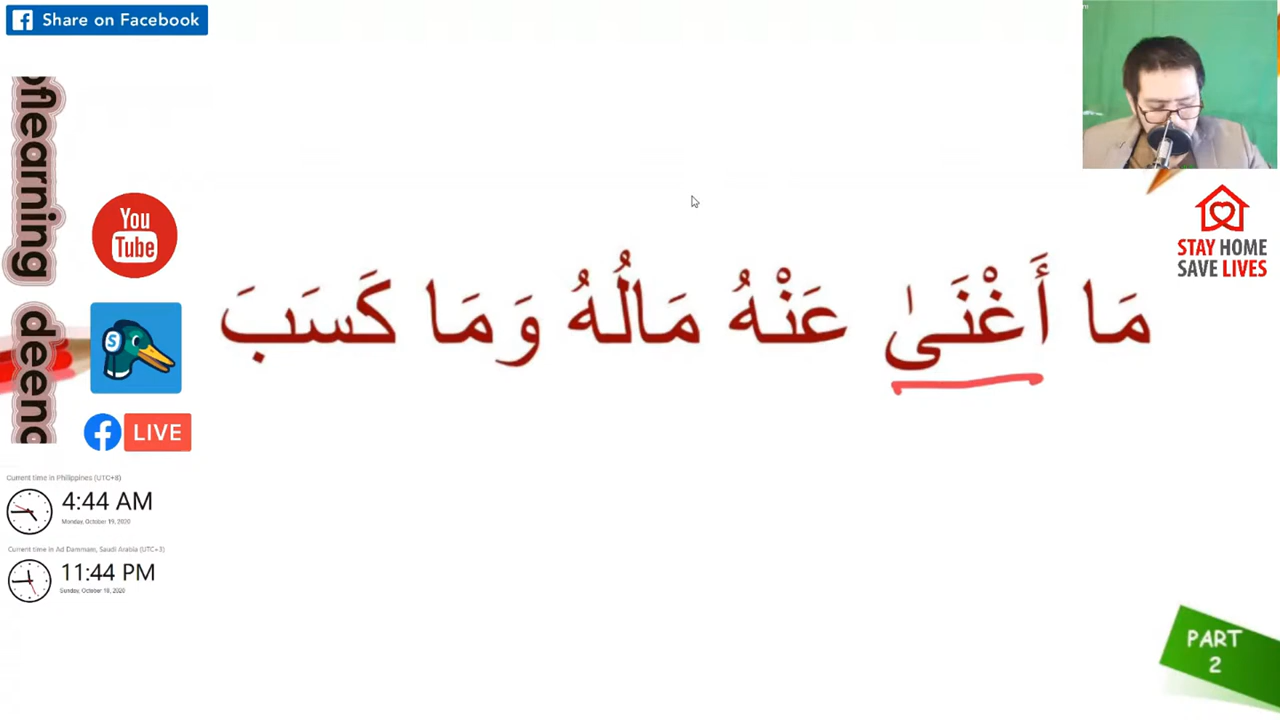 Share on Facebook
oflearning
deen
You
Tube
S
LIVE
Current time in Philippines (UTC+8)
4:44 AM
Monday, October 19, 2020
Current time in Ad Dammam, Saudi Arabia (UTC+3)
11:44 PM
Sunday, October 18, 2020
مَا أَغْنَىٰ عَنْهُ مَالُهُ وَمَا كَسَبَ
STAY HOME
SAVE LIVES
PART
2